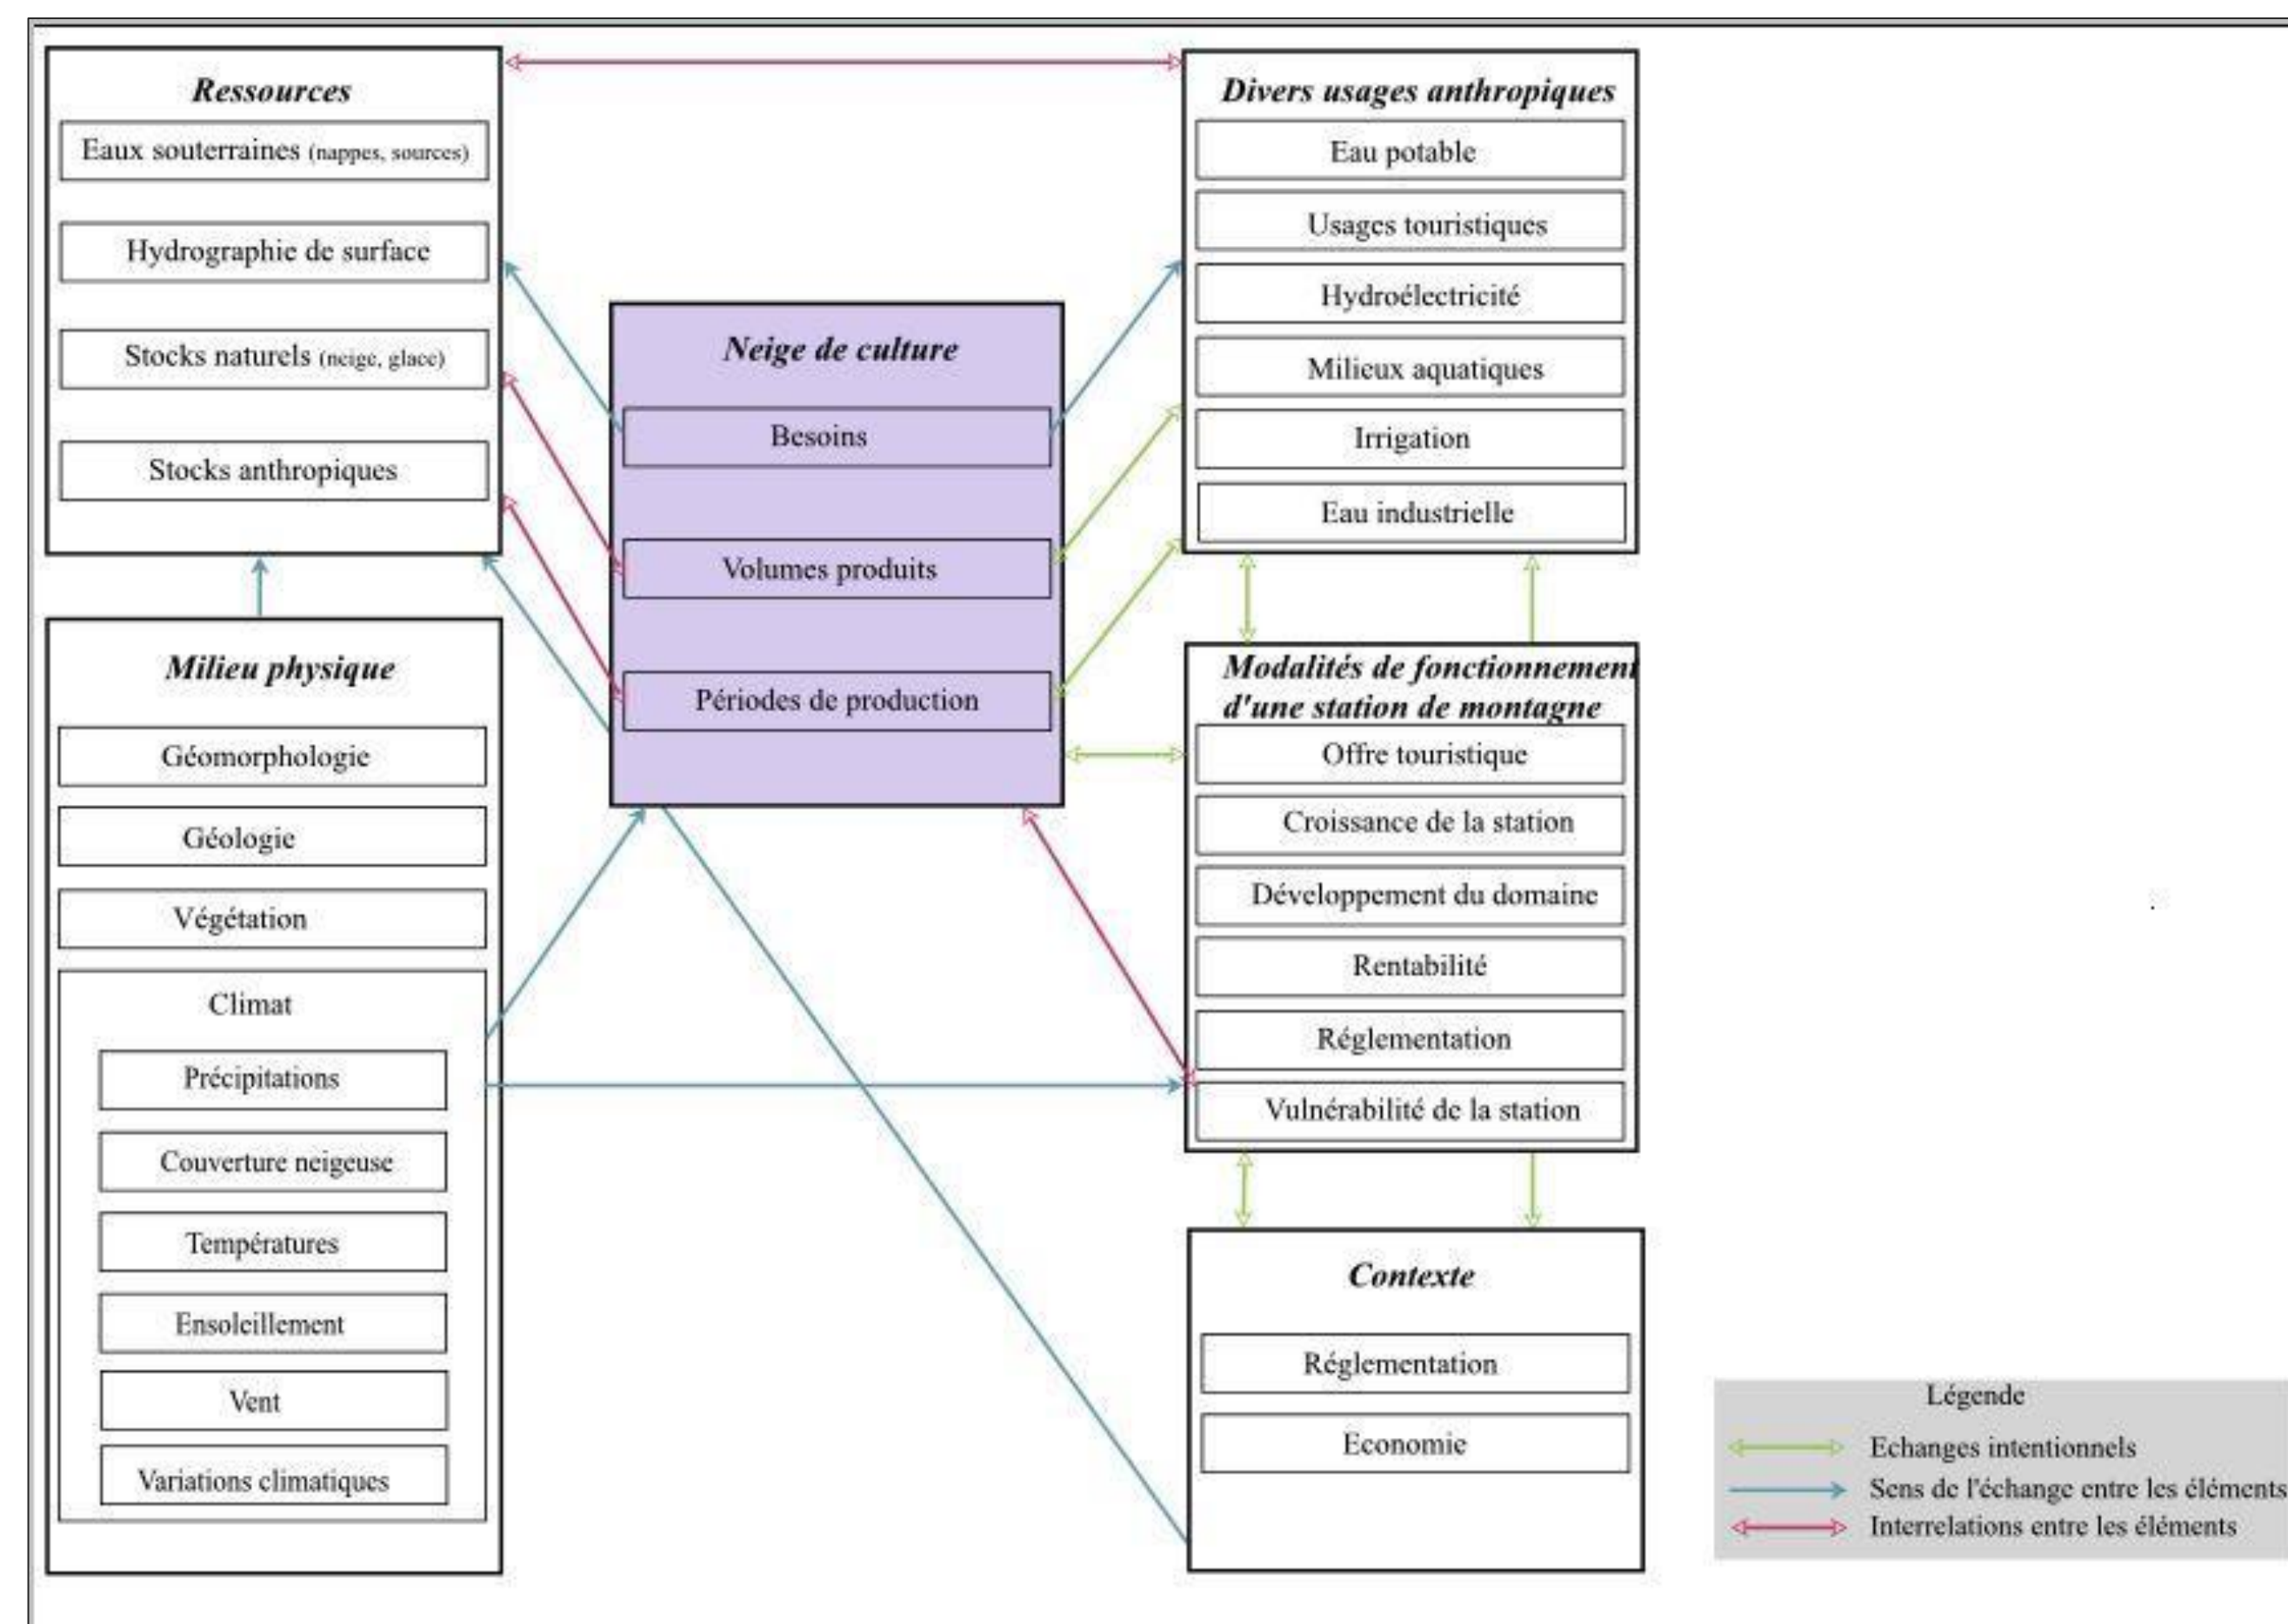 Ressources
Eaux souterraines (nappes, sources)
Hydrographie de surface
Stocks naturels (neige, glace)
Stocks anthropiques
Milieu physique
Géomorphologie
Géologie
Végétation
Climat
Précipitations
Couverture neigeuse
Températures
Ensoleillement
Vent
Variations climatiques
Neige de culture
Besoins
Volumes produits
Périodes de production
Divers usages anthropiques
Eau potable
Usages touristiques
Hydroélectricité
Milieux aquatiques
Irrigation
Eau industrielle
Modalités de fonctionnement
d'une station de montagne
Offre touristique
Croissance de la station
Développement du domaine
Rentabilité
Réglementation
Vulnérabilité de la station
Contexte
Réglementation
Economie
Légende
Echanges intentionnels
Sens de l'échange entre les éléments
Interrelations entre les éléments